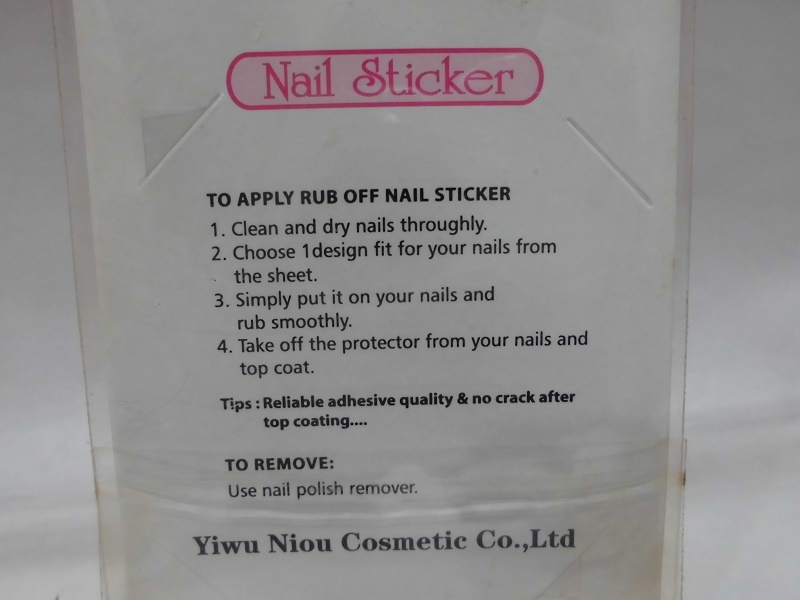 Nail Sticker
TO APPLY RUB OFF NAIL STICKER
1. Clean and dry nails throughly.
2. Choose 1design fit for your nails from
the sheet.
3. Simply put it on your nails and
rub smoothly.
4. Take off the protector from your nails and
top coat.
Tips : Reliable adhesive quality & no crack after
top coating....
TO REMOVE:
Use nail polish remover.
Yiwu Niou Cosmetic Co.,Ltd